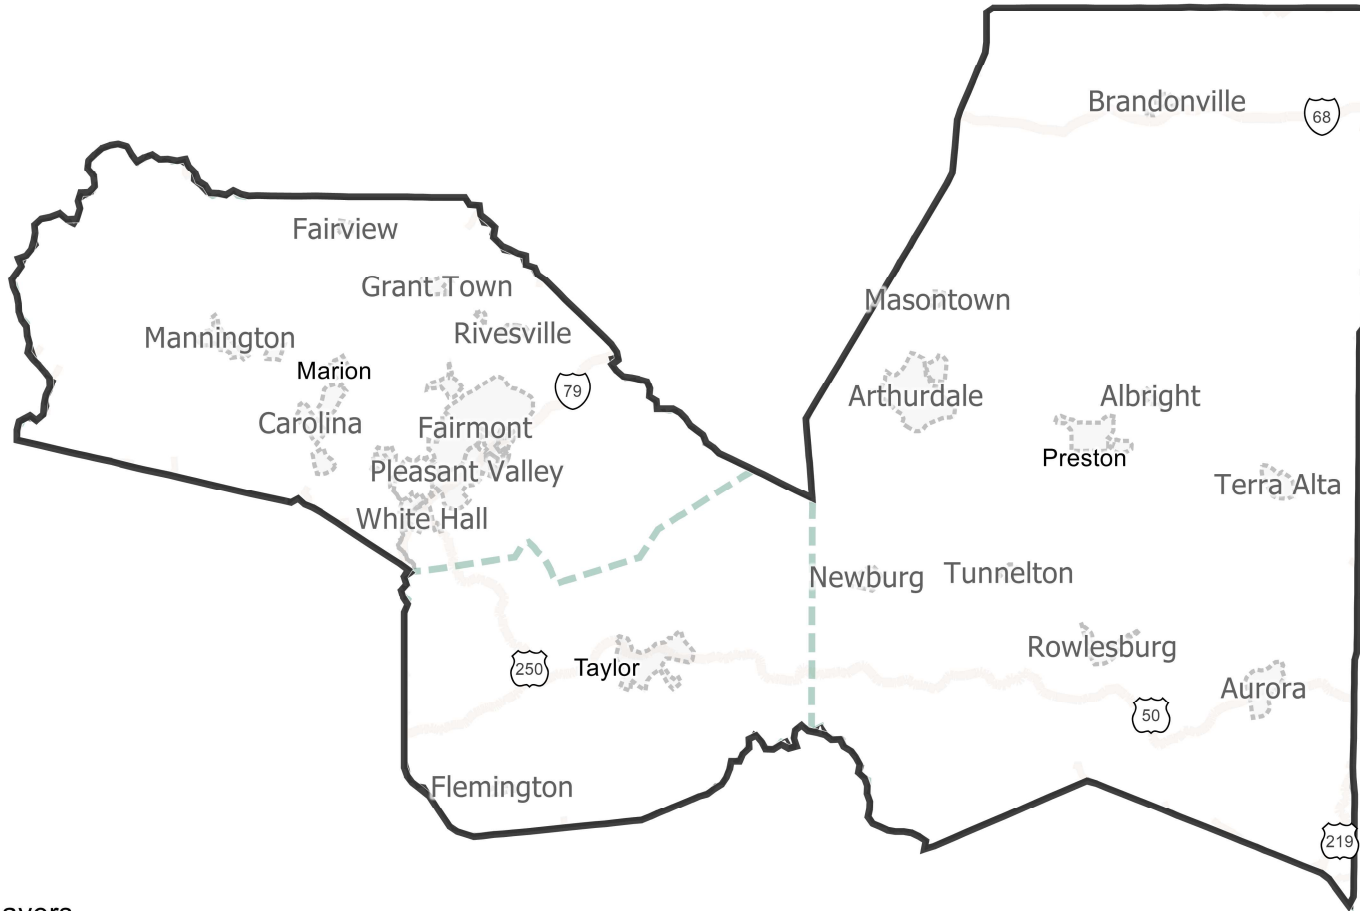 Brandonville
68
Fairview
Grant Town
Masontown
Rivesville
Mannington
Marion
79
Arthurdale
Albright
Carolina
Fairmont
Preston
Pleasant Valley
Terra Alta
White Hall
Newburg
Tunnelton
Rowlesburg
250
Taylor
Aurora
50
Flemington
219